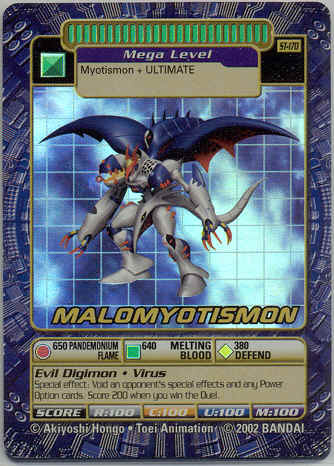 St-170
Mega Level
Myotismon + ULTIMATE
MALOMYOTISMON
650 PANDEMONIUM FLAME
640 MELTING BLOOD
380 DEFEND
Evil Digimon • Virus
Special effect: Void an opponent's special effects and any Power
Option cards. Score 200 when you win the Duel.
SCORE R:100 C:100 U:100 M:100
© Akiyoshi Hongo • Toei Animation © 2002 BANDAI